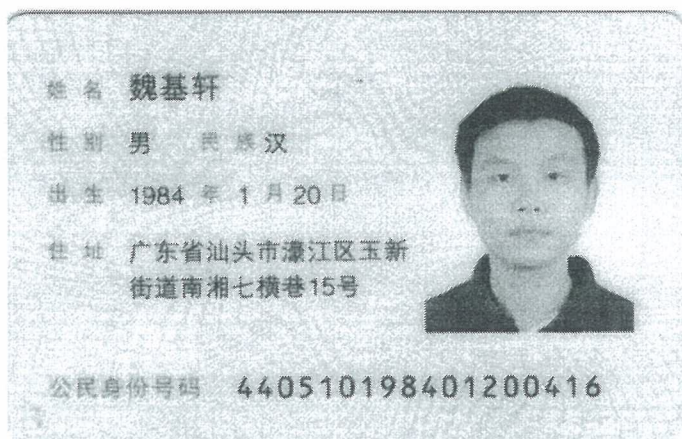 姓名 魏基轩
性别 男 民族 汉
出生 1984 年 1 月 20 日
住址 广东省汕头市濠江区玉新
街道南湘七横巷15号
公民身份号码 440510198401200416